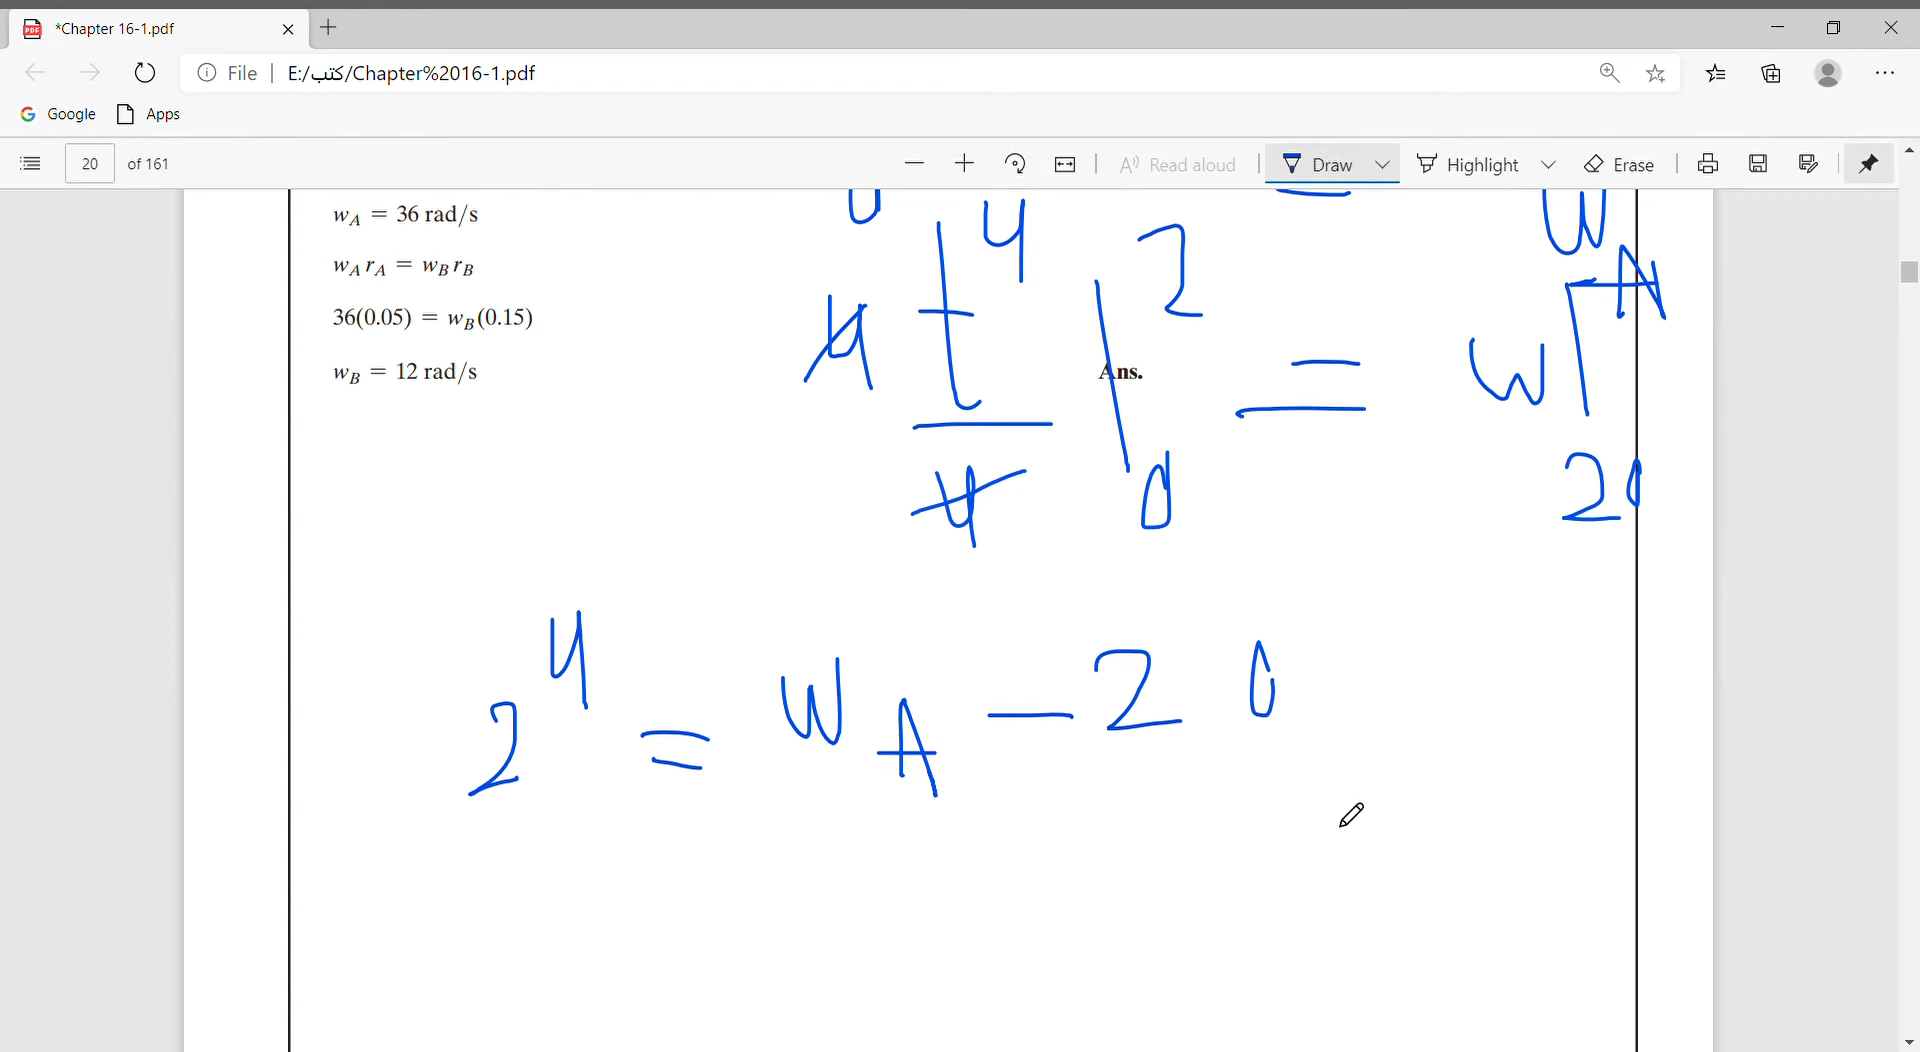 *Chapter 16-1.pdf
File | E:/كتب/Chapter%2016-1.pdf
Google Apps
20 of 161 Read aloud Draw Highlight Erase
w_A = 36 rad/s
w_A r_A = w_B r_B
36(0.05) = w_B(0.15)
w_B = 12 rad/s Ans.
4 t^4 / 4 | 2 0 = w | w_A 20
2^4 = w_A - 20